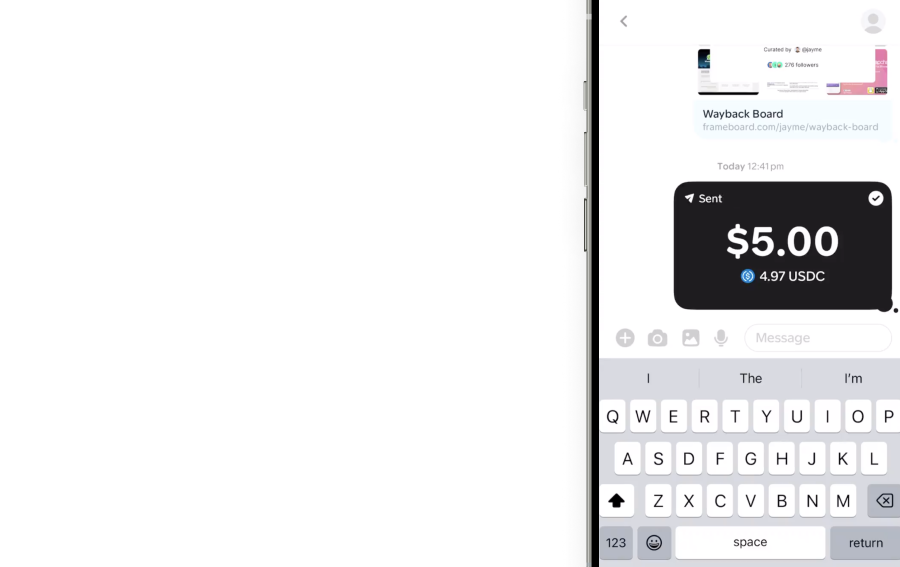 Curated by @jayme
276 followers
Wayback Board
frameboard.com/jayme/wayback-board
Today 12:41 pm
Sent
$5.00
4.97 USDC
Message
I The I'm
Q W E R T Y U I O P
A S D F G H J K L
Z X C V B N M
123 space return